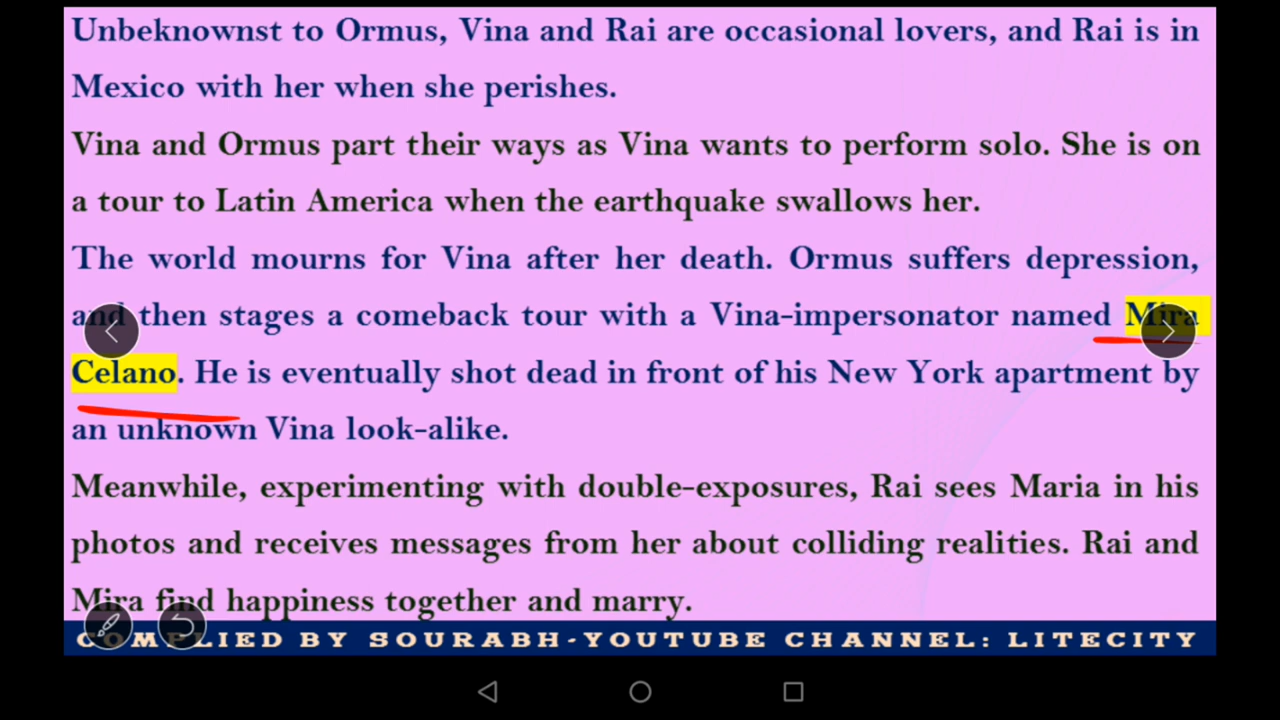 Unbeknownst to Ormus, Vina and Rai are occasional lovers, and Rai is in
Mexico with her when she perishes.
Vina and Ormus part their ways as Vina wants to perform solo. She is on
a tour to Latin America when the earthquake swallows her.
The world mourns for Vina after her death. Ormus suffers depression,
and then stages a comeback tour with a Vina-impersonator named Mira
Celano. He is eventually shot dead in front of his New York apartment by
an unknown Vina look-alike.
Meanwhile, experimenting with double-exposures, Rai sees Maria in his
photos and receives messages from her about colliding realities. Rai and
Mira find happiness together and marry.
COMPLIED BY SOURABH-YOUTUBE CHANNEL: LITECITY